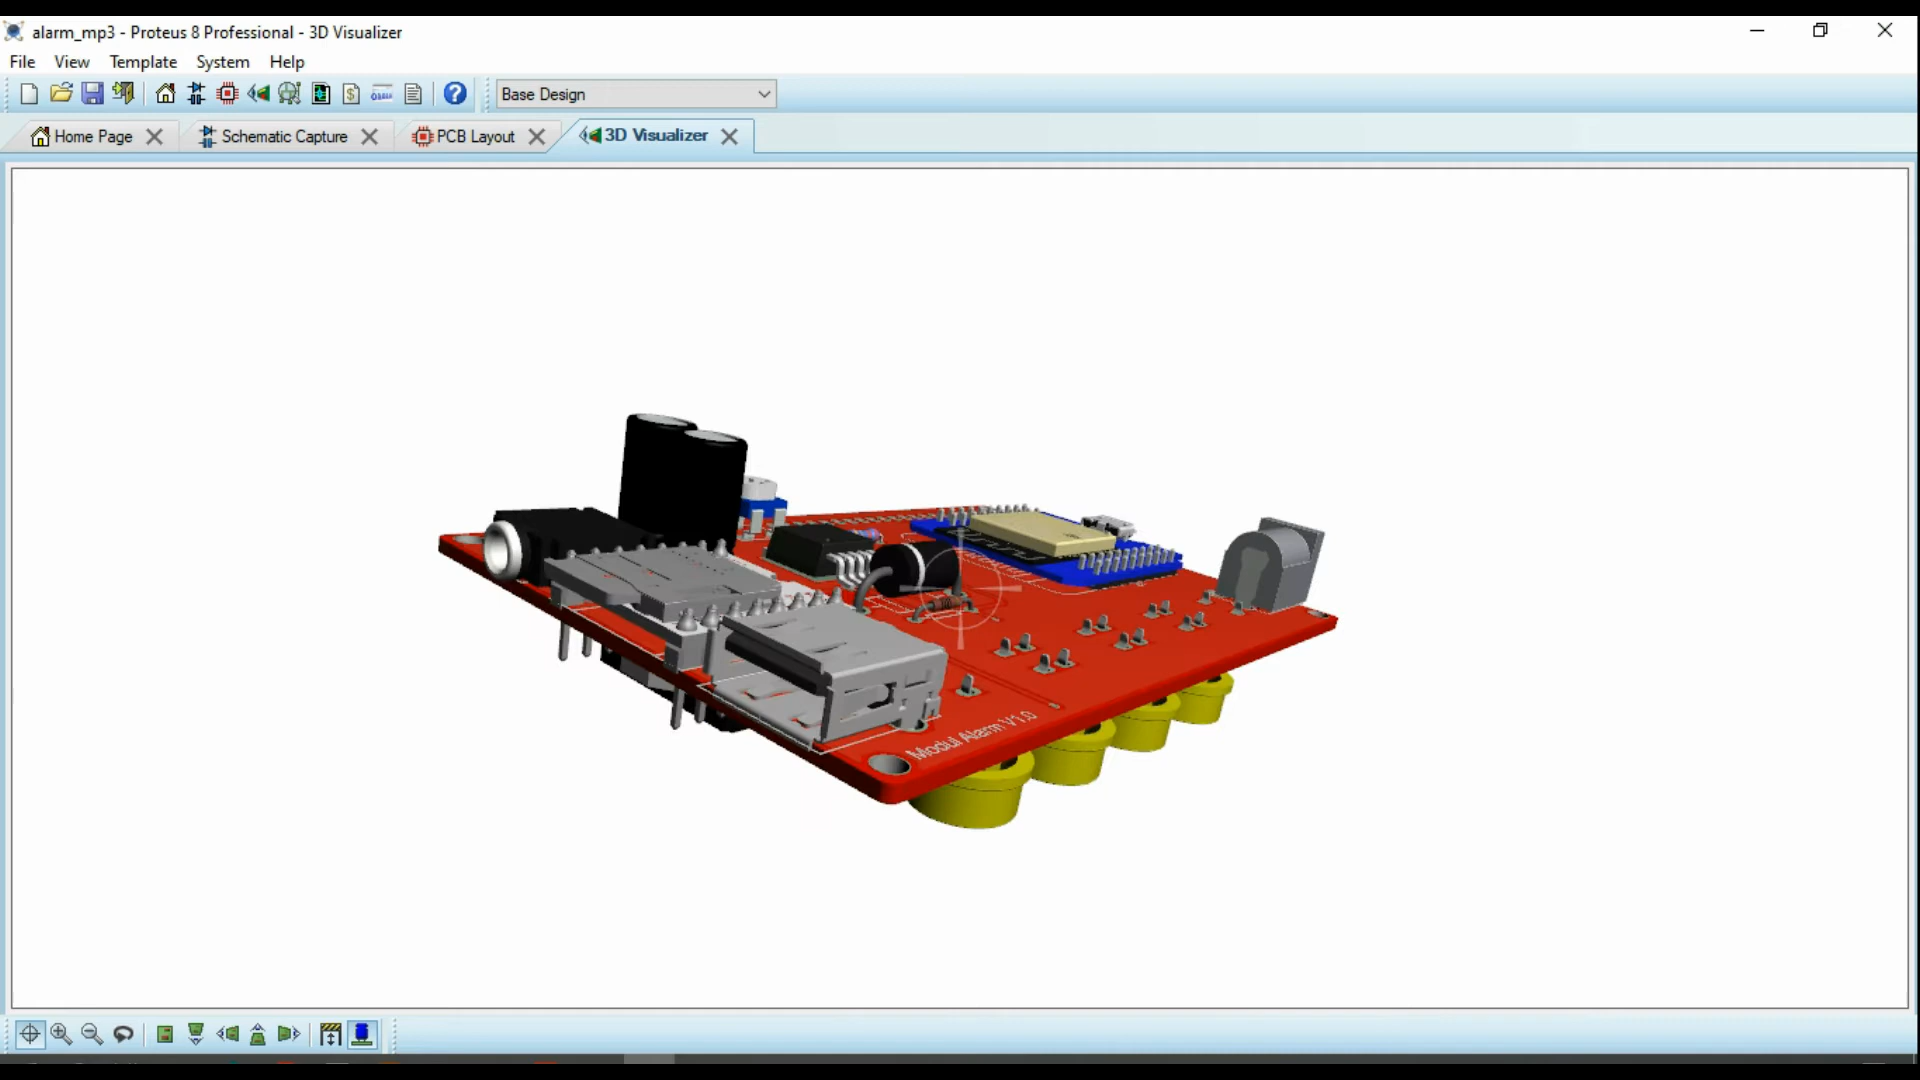 alarm_mp3 - Proteus 8 Professional - 3D Visualizer
File View Template System Help
Base Design
Home Page Schematic Capture PCB Layout 3D Visualizer
Modul Alarm V1.0